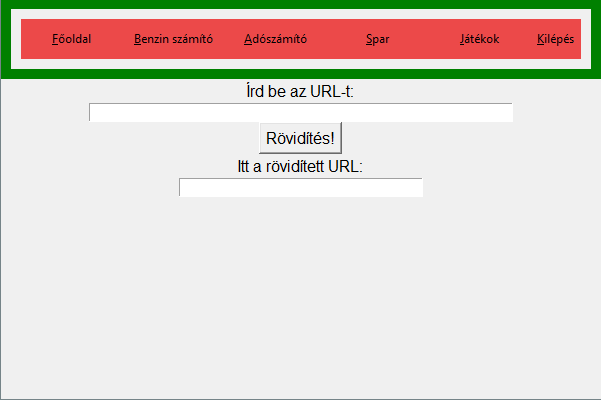 Főoldal Benzin számító Adószámító Spar Játékok Kilépés
Írd be az URL-t:
Rövidítés!
Itt a rövidített URL: